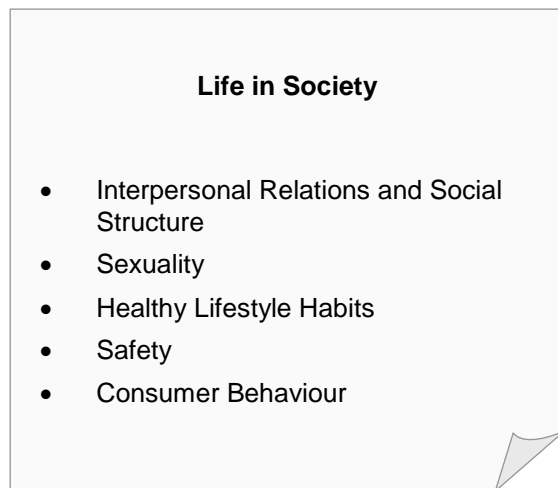 Life in Society
• Interpersonal Relations and Social
Structure
• Sexuality
• Healthy Lifestyle Habits
• Safety
• Consumer Behaviour